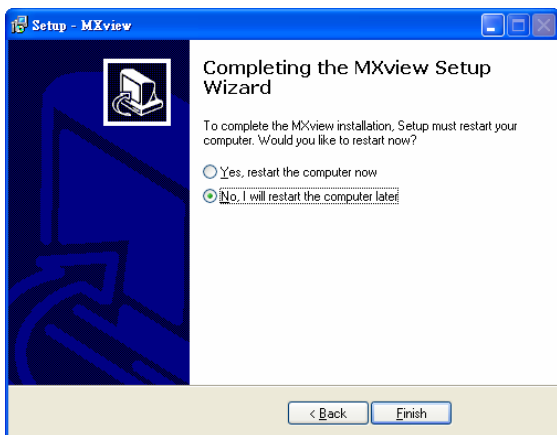 Setup - MXview
Completing the MXview Setup
Wizard
To complete the MXview installation, Setup must restart your
computer. Would you like to restart now?
Yes, restart the computer now
No, I will restart the computer later
< Back
Finish